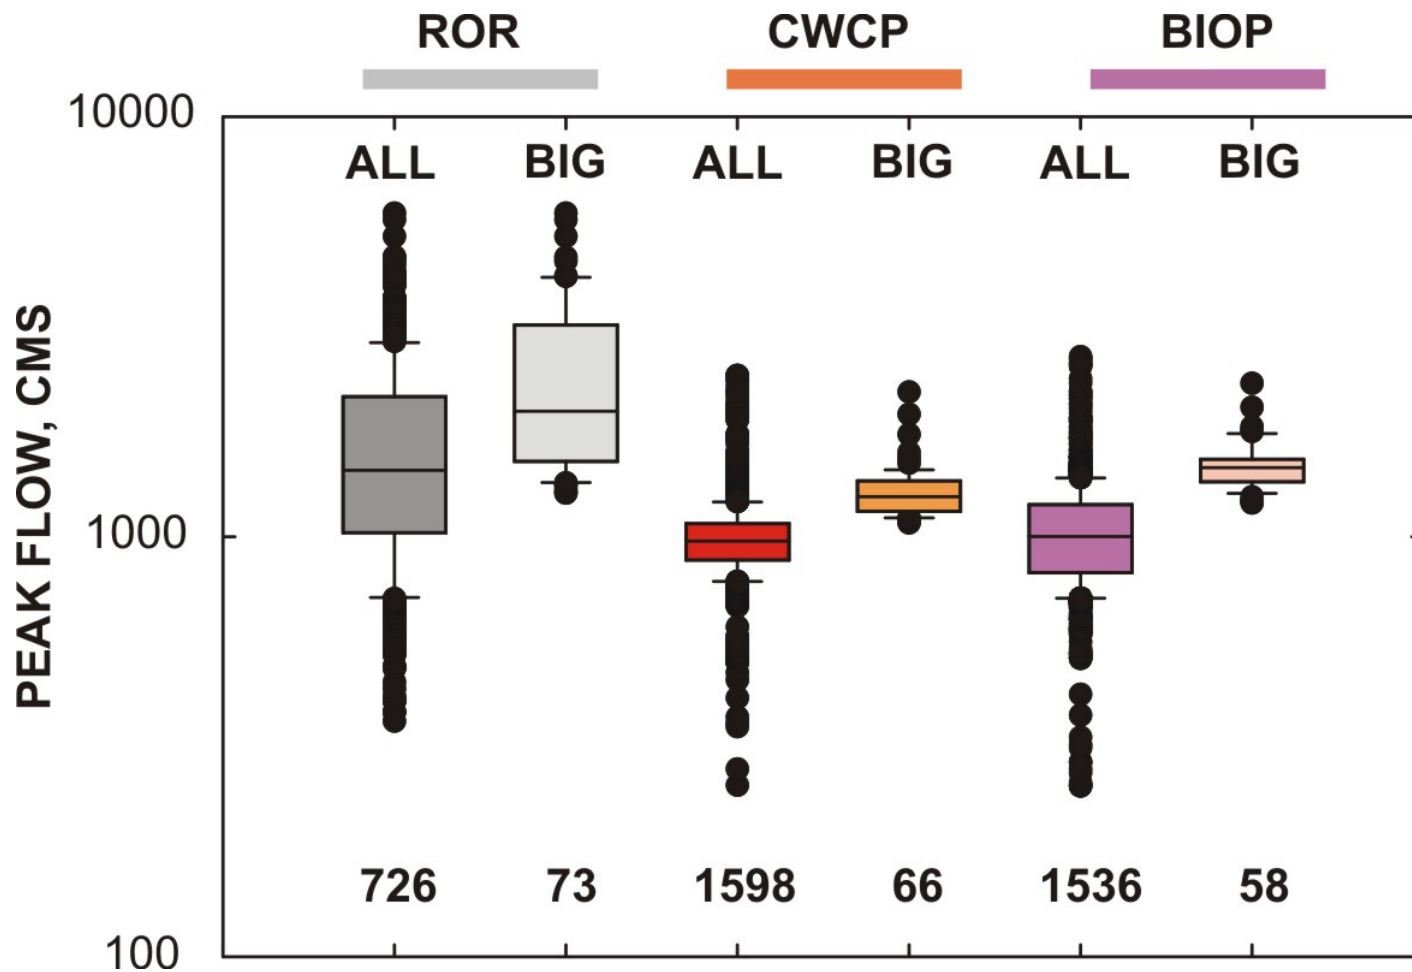 ROR CWCP BIOP
10000
ALL BIG ALL BIG ALL BIG
PEAK FLOW, CMS
1000
726 73 1598 66 1536 58
100